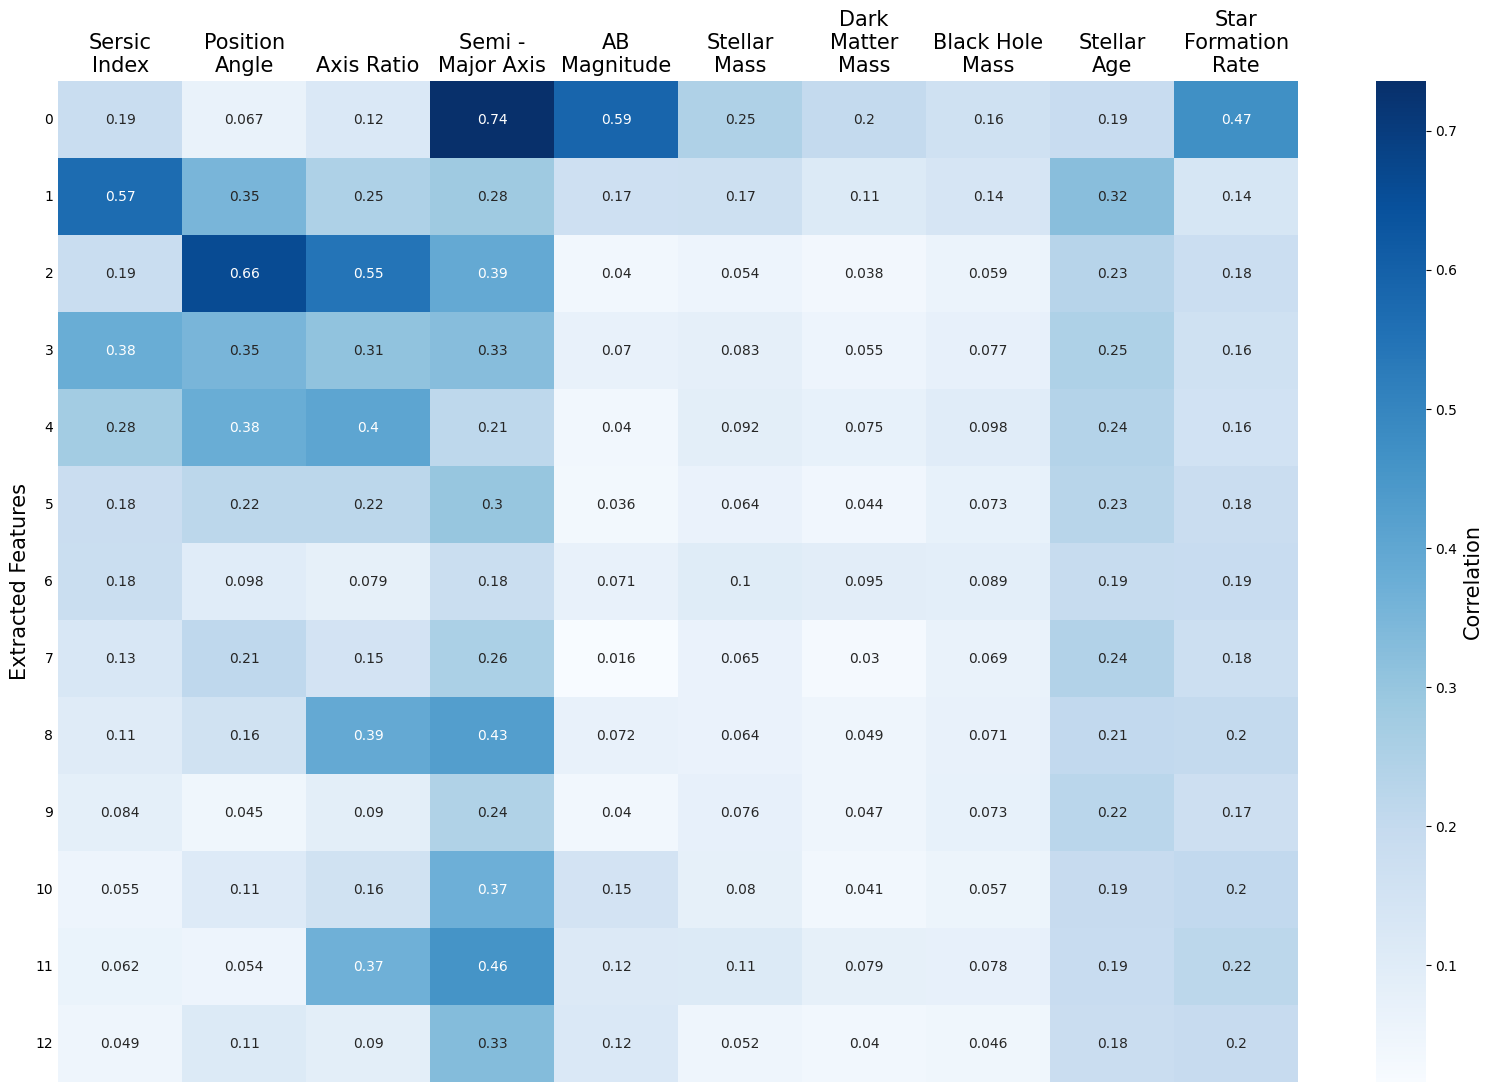 Sersic
Index
Position
Angle
Axis Ratio
Semi -
Major Axis
AB
Magnitude
Stellar
Mass
Dark
Matter
Mass
Black Hole
Mass
Stellar
Age
Star
Formation
Rate
0 0.19 0.067 0.12 0.74 0.59 0.25 0.2 0.16 0.19 0.47
1 0.57 0.35 0.25 0.28 0.17 0.17 0.11 0.14 0.32 0.14
2 0.19 0.66 0.55 0.39 0.04 0.054 0.038 0.059 0.23 0.18
3 0.38 0.35 0.31 0.33 0.07 0.083 0.055 0.077 0.25 0.16
4 0.28 0.38 0.4 0.21 0.04 0.092 0.075 0.098 0.24 0.16
5 0.18 0.22 0.22 0.3 0.036 0.064 0.044 0.073 0.23 0.18
6 0.18 0.098 0.079 0.18 0.071 0.1 0.095 0.089 0.19 0.19
7 0.13 0.21 0.15 0.26 0.016 0.065 0.03 0.069 0.24 0.18
8 0.11 0.16 0.39 0.43 0.072 0.064 0.049 0.071 0.21 0.2
9 0.084 0.045 0.09 0.24 0.04 0.076 0.047 0.073 0.22 0.17
10 0.055 0.11 0.16 0.37 0.15 0.08 0.041 0.057 0.19 0.2
11 0.062 0.054 0.37 0.46 0.12 0.11 0.079 0.078 0.19 0.22
12 0.049 0.11 0.09 0.33 0.12 0.052 0.04 0.046 0.18 0.2
Extracted Features
0.7
0.6
0.5
0.4
0.3
0.2
0.1
Correlation